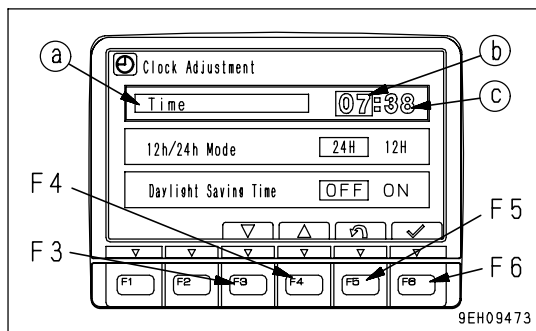 a
b
c
Clock Adjustment
Time 07:38
12h/24h Mode 24H 12H
Daylight Saving Time OFF ON
F4
F3
F5
F6
F1 F2 F3 F4 F5 F6
9EH09473